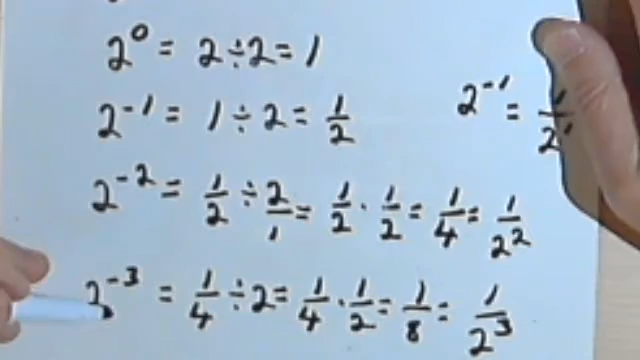 2⁰ = 2 ÷ 2 = 1
2⁻¹ = 1 ÷ 2 = 1/2
2⁻¹ = 1/2¹
2⁻² = 1/2 ÷ 2/1 = 1/2 · 1/2 = 1/4 = 1/2²
2⁻³ = 1/4 ÷ 2 = 1/4 · 1/2 = 1/8 = 1/2³